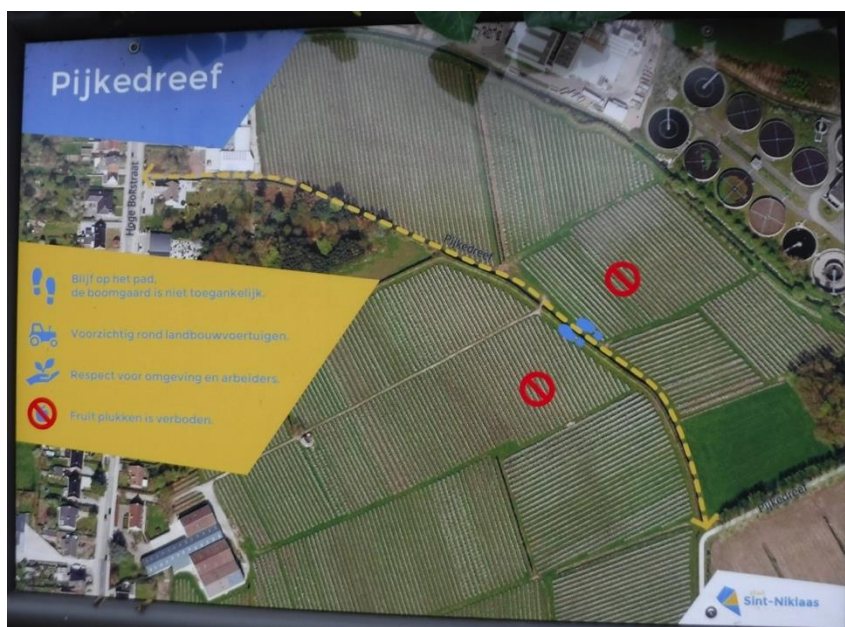 Pijkedreef
Hoge Bokstraat
Pijkedreef
Blijf op het pad,
de boomgaard is niet toegankelijk.
Voorzichtig rond landbouwvoertuigen.
Respect voor omgeving en arbeiders.
Fruit plukken is verboden.
Pijkedreef
stad
Sint-Niklaas